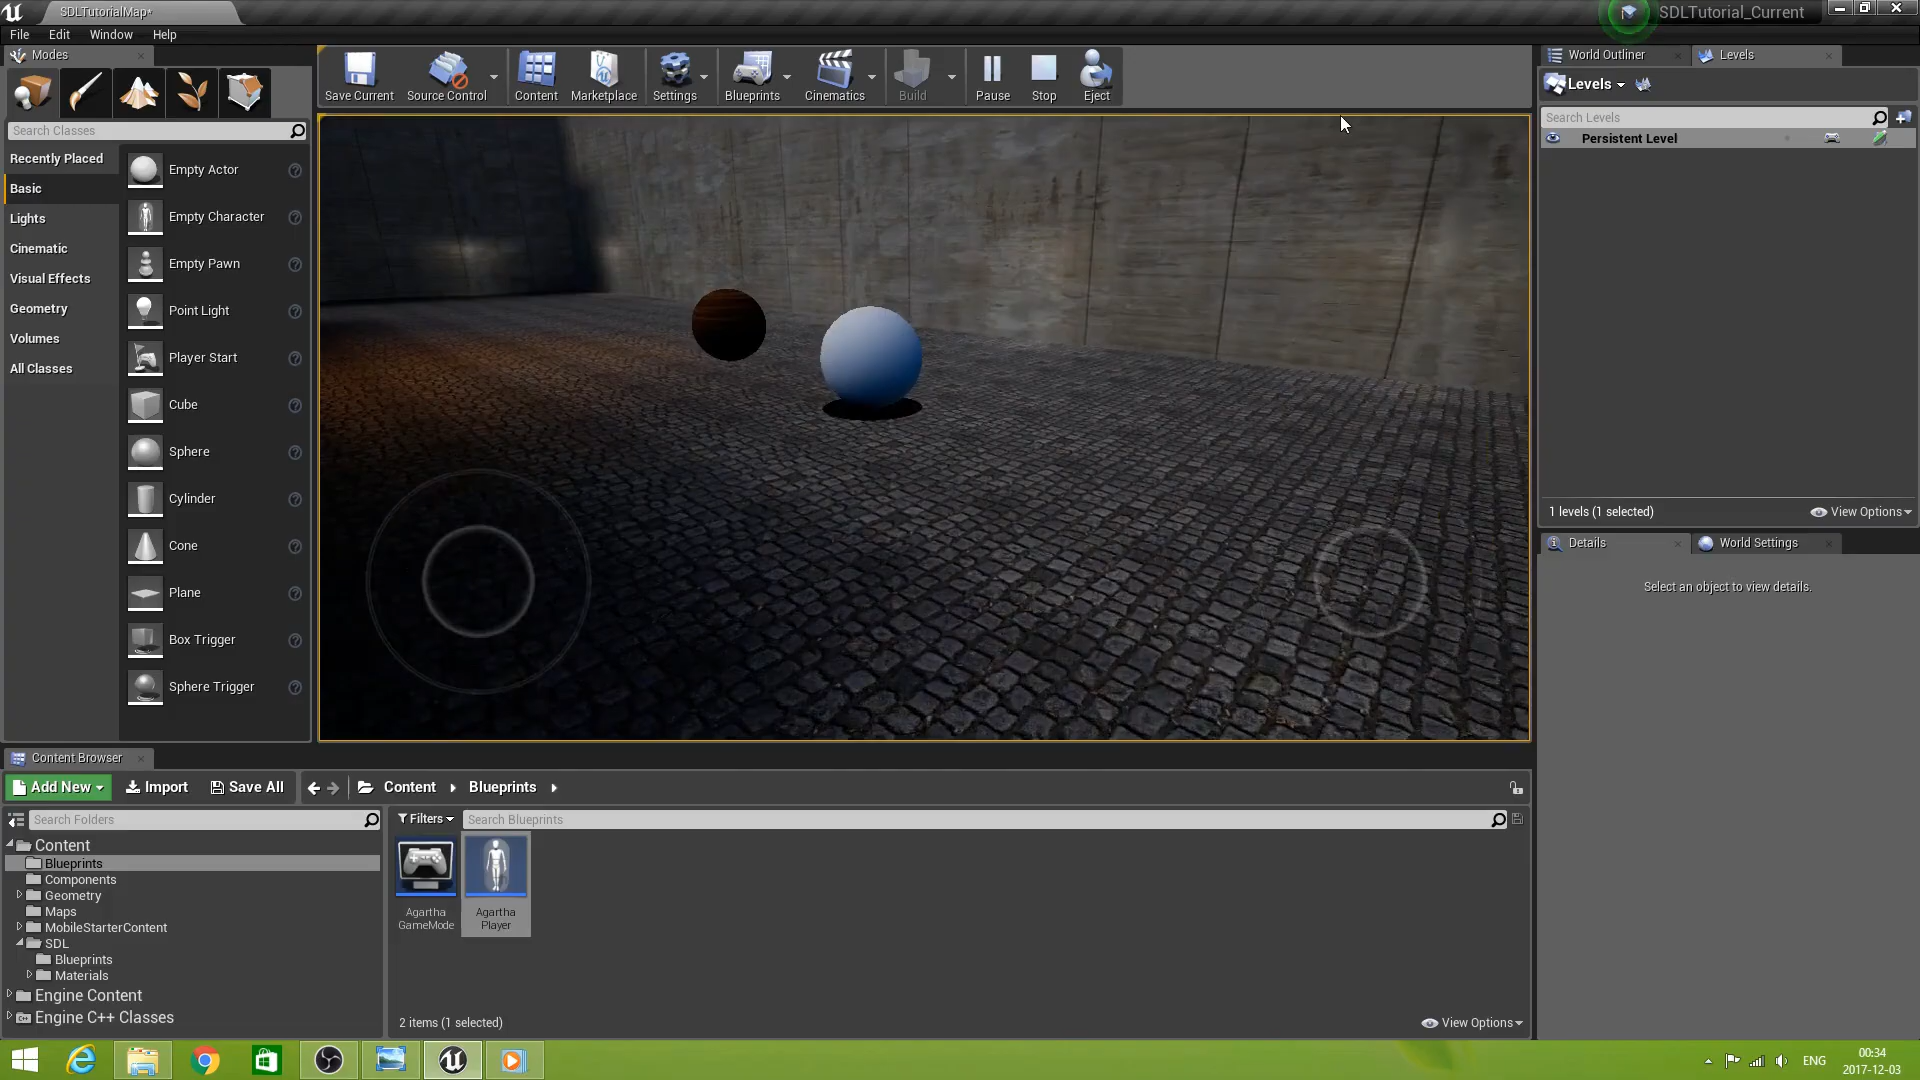 SDLTutorialMap*
SDLTutorial_Current
File Edit Window Help
Modes
Search Classes
Recently Placed
Basic
Lights
Cinematic
Visual Effects
Geometry
Volumes
All Classes
Empty Actor
Empty Character
Empty Pawn
Point Light
Player Start
Cube
Sphere
Cylinder
Cone
Plane
Box Trigger
Sphere Trigger
Save Current
Source Control
Content
Marketplace
Settings
Blueprints
Cinematics
Build
Pause
Stop
Eject
World Outliner
Levels
Levels
Search Levels
Persistent Level
1 levels (1 selected)
View Options
Details
World Settings
Select an object to view details.
Content Browser
Add New
Import
Save All
Content
Blueprints
Search Folders
Filters
Search Blueprints
Content
Blueprints
Components
Geometry
Maps
MobileStarterContent
SDL
Blueprints
Materials
Engine Content
Engine C++ Classes
Agartha
GameMode
Agartha
Player
2 items (1 selected)
View Options
ENG
00:34
2017-12-03